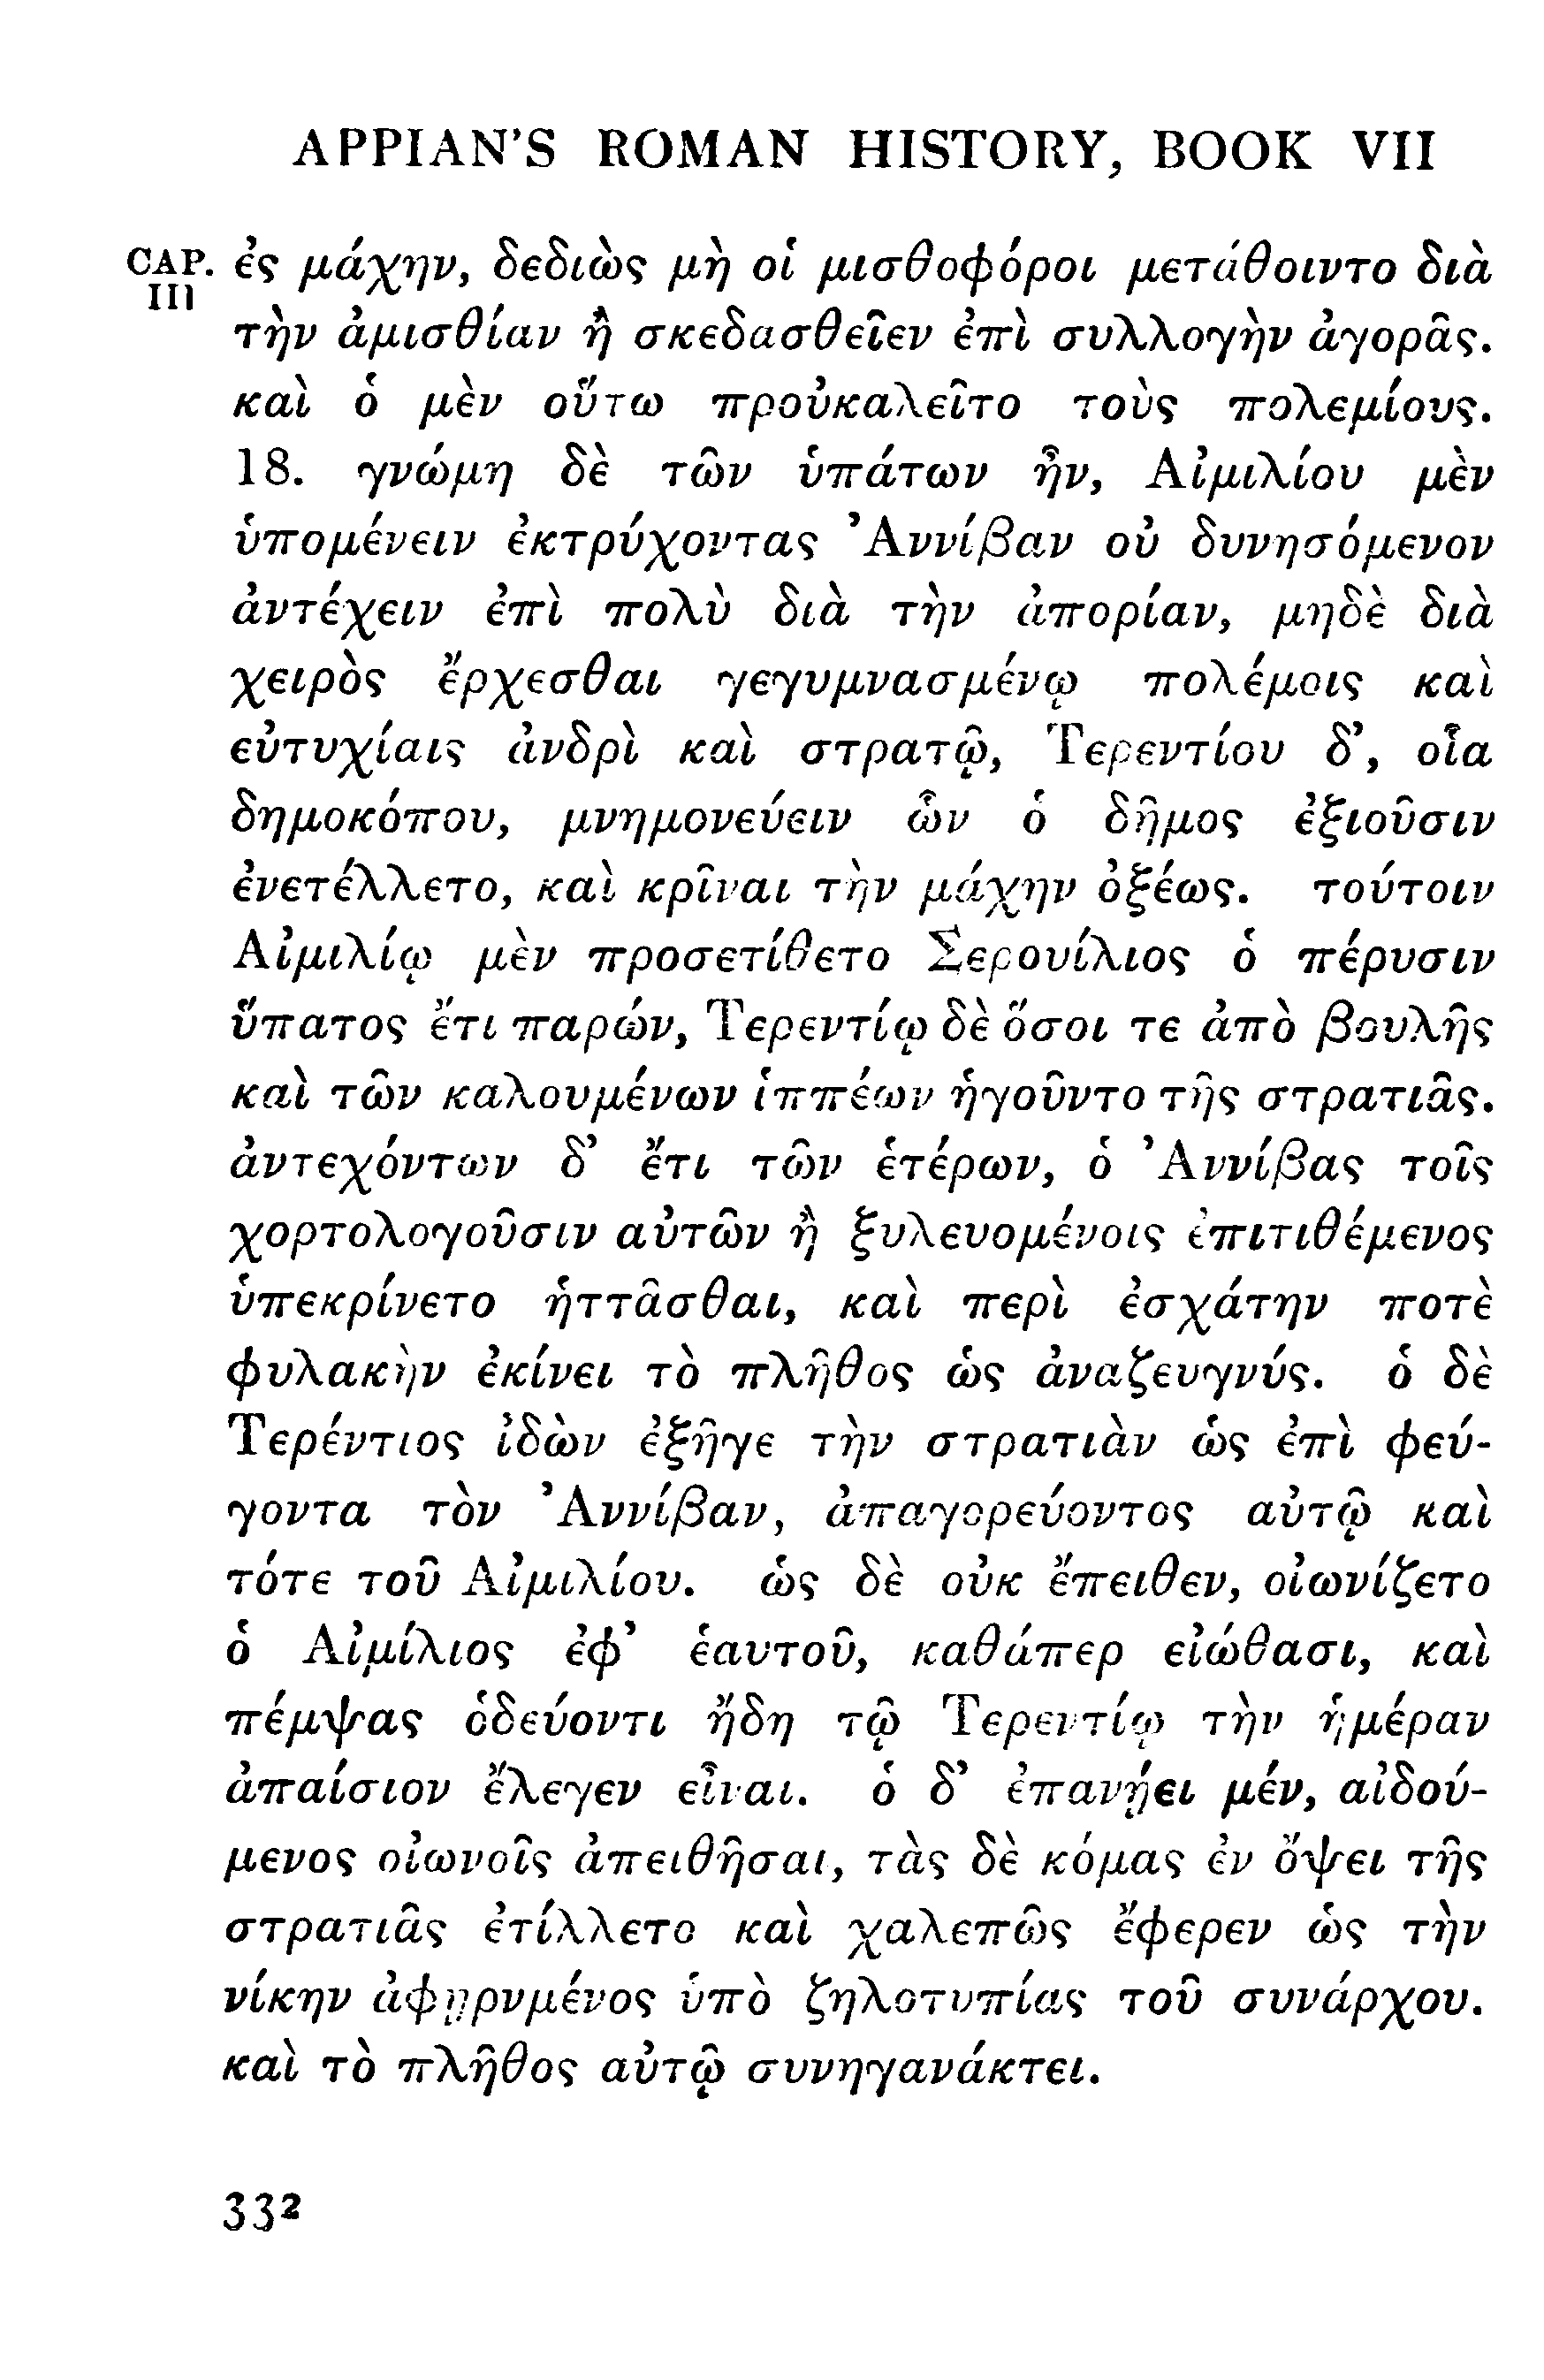 APPIAN'S ROMAN HISTORY, BOOK VII
CAP. III
ἐς μάχην, δεδιὼς μὴ οἱ μισθοφόροι μετάθοιντο διὰ
τὴν ἀμισθίαν ἢ σκεδασθεῖεν ἐπὶ συλλογὴν ἀγορᾶς.
καὶ ὁ μὲν οὕτω προύκαλεῖτο τοὺς πολεμίους.
18. γνώμη δὲ τῶν ὑπάτων ἦν, Αἰμιλίου μὲν
ὑπομένειν ἐκτρύχοντας Ἀννίβαν οὐ δυνησόμενον
ἀντέχειν ἐπὶ πολὺ διὰ τὴν ἀπορίαν, μηδὲ διὰ
χειρὸς ἔρχεσθαι γεγυμνασμένῳ πολέμοις καὶ
εὐτυχίαις ἀνδρὶ καὶ στρατῷ, Τερεντίου δ', οἷα
δημοκόπου, μνημονεύειν ὧν ὁ δῆμος ἐξιοῦσιν
ἐνετέλλετο, καὶ κρῖναι τὴν μάχην ὀξέως. τούτοιν
Αἰμιλίῳ μὲν προσετίθετο Σερουίλιος ὁ πέρυσιν
ὕπατος ἔτι παρών, Τερεντίῳ δὲ ὅσοι τε ἀπὸ βουλῆς
καὶ τῶν καλουμένων ἱππέων ἡγοῦντο τῆς στρατιᾶς.
ἀντεχόντων δ' ἔτι τῶν ἑτέρων, ὁ Ἀννίβας τοῖς
χορτολογοῦσιν αὐτῶν ἢ ξυλευομένοις ἐπιτιθέμενος
ὑπεκρίνετο ἡττᾶσθαι, καὶ περὶ ἐσχάτην ποτὲ
φυλακὴν ἐκίνει τὸ πλῆθος ὡς ἀναζευγνύς. ὁ δὲ
Τερέντιος ἰδὼν ἐξῆγε τὴν στρατιὰν ὡς ἐπὶ φεύ-
γοντα τὸν Ἀννίβαν, ἀπαγορεύοντος αὐτῷ καὶ
τότε τοῦ Αἰμιλίου. ὡς δὲ οὐκ ἔπειθεν, οἰωνίζετο
ὁ Αἰμίλιος ἐφ' ἑαυτοῦ, καθάπερ εἰώθασι, καὶ
πέμψας ὁδεύοντι ἤδη τῷ Τερεντίῳ τὴν ἡμέραν
ἀπαίσιον ἔλεγεν εἶναι. ὁ δ' ἐπανῄει μέν, αἰδού-
μενος οἰωνοῖς ἀπειθῆσαι, τὰς δὲ κόμας ἐν ὄψει τῆς
στρατιᾶς ἐτίλλετο καὶ χαλεπῶς ἔφερεν ὡς τὴν
νίκην ἀφῃρνμένος ὑπὸ ζηλοτυπίας τοῦ συνάρχου.
καὶ τὸ πλῆθος αὐτῷ συνηγανάκτει.
332